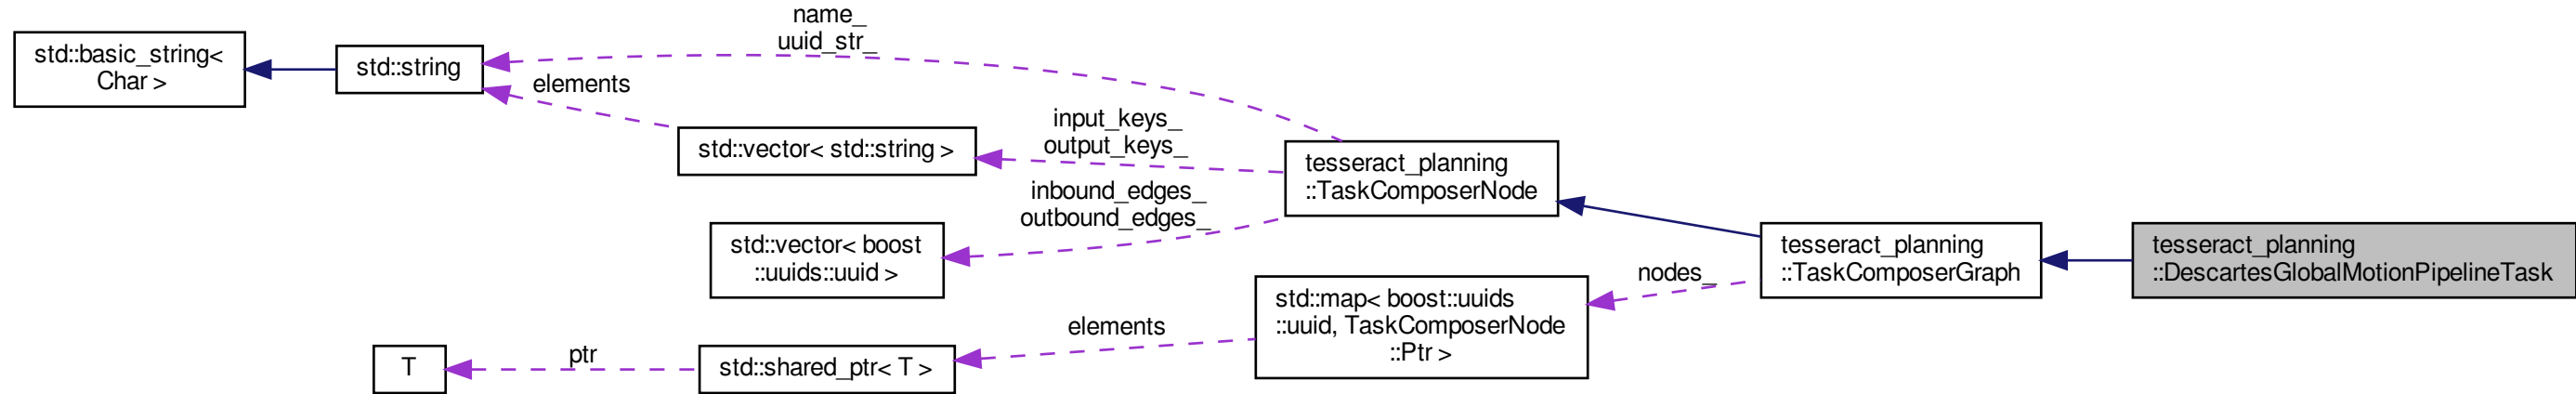 name_
uuid_str_
std::basic_string<
Char >
std::string
elements
input_keys_
output_keys_
std::vector< std::string >
tesseract_planning
::TaskComposerNode
inbound_edges_
outbound_edges_
std::vector< boost
::uuids::uuid >
tesseract_planning
::TaskComposerGraph
tesseract_planning
::DescartesGlobalMotionPipelineTask
nodes_
std::map< boost::uuids
::uuid, TaskComposerNode
::Ptr >
elements
std::shared_ptr< T >
ptr
T